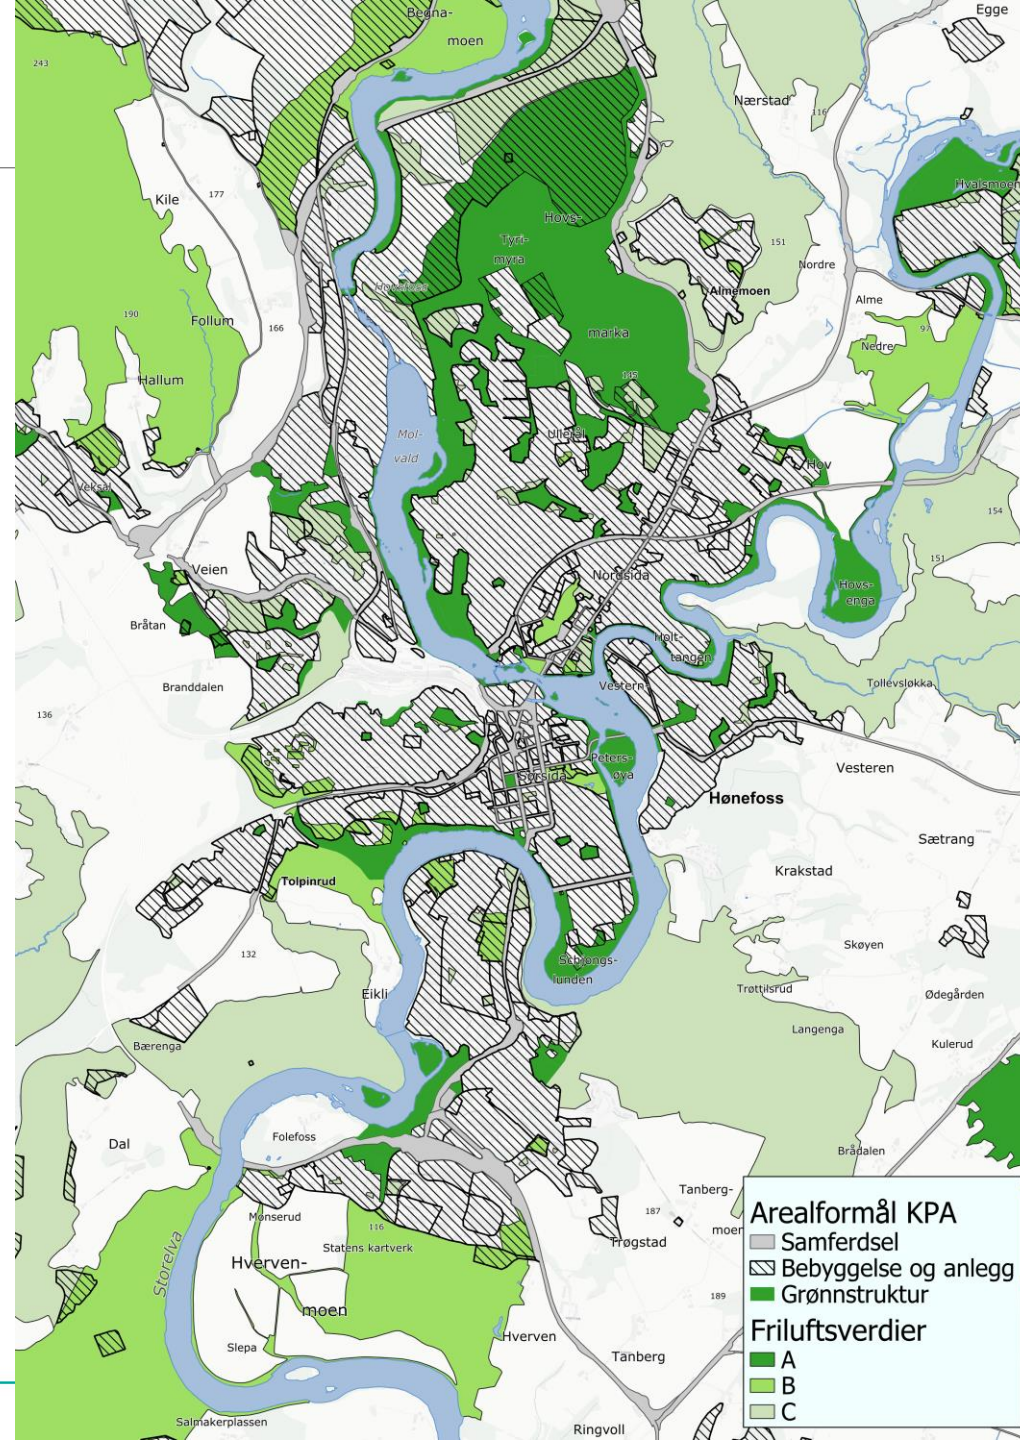 Egge
Begna-
moen
243
Nærstad
116
Hvalsmoen
Kile
177
Hovs-
Tyri-
myra
151
Nordre
Almemoen
Alme
190
Follum
166
marka
97
Nedre
Hallum
145
Mol-
vald
Ullerål
Hov
Veksal
154
151
Veien
Nordsida
Hovs-
enga
Bråtan
Holt-
tangen
Branddalen
Vestern
Tollevsløkka
136
Peters-
øya
Sørsida
Vesteren
Hønefoss
Sætrang
Krakstad
Tolpinrud
Skøyen
132
Schjongs-
lunden
Trøttilsrud
Eikli
Ødegården
Langenga
Bærenga
Kulerud
Dal
Folefoss
Brådalen
Tanberg-
moen
187
Monserud
116
Statens kartverk
Trøgstad
Storelva
Hverven-
moen
189
Slepa
Hverven
Tanberg
Salmakerplassen
Ringvoll
Arealformål KPA
Samferdsel
Bebyggelse og anlegg
Grønnstruktur
Friluftsverdier
A
B
C